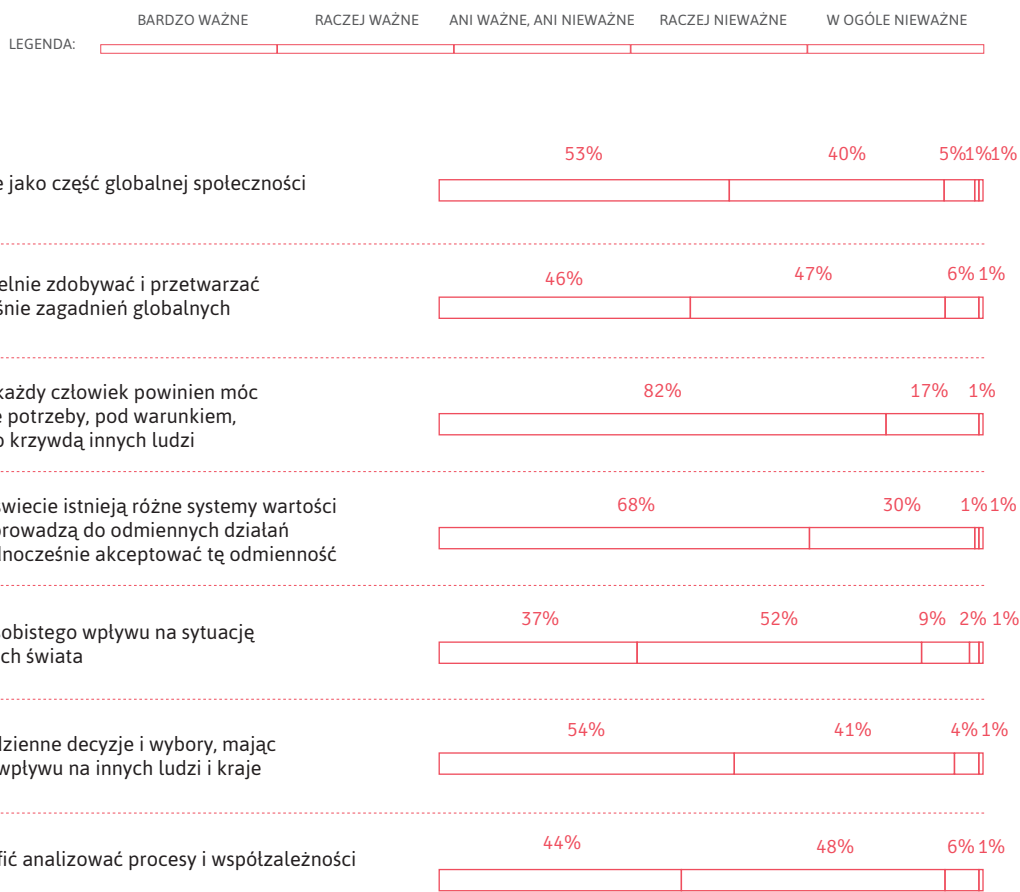 BARDZO WAŻNE RACZEJ WAŻNE ANI WAŻNE, ANI NIEWAŻNE RACZEJ NIEWAŻNE W OGÓLE NIEWAŻNE
LEGENDA:
53% 40% 5% 1% 1%
e jako część globalnej społeczności
elnie zdobywać i przetwarzać
śnie zagadnień globalnych
46% 47% 6% 1%
każdy człowiek powinien móc
e potrzeby, pod warunkiem,
o krzywdą innych ludzi
82% 17% 1%
świecie istnieją różne systemy wartości
prowadzą do odmiennych działań
dnocześnie akceptować tę odmienność
68% 30% 1% 1%
sobistego wpływu na sytuację
ch świata
37% 52% 9% 2% 1%
dzienne decyzje i wybory, mając
wpływu na innych ludzi i kraje
54% 41% 4% 1%
fić analizować procesy i współzależności
44% 48% 6% 1%